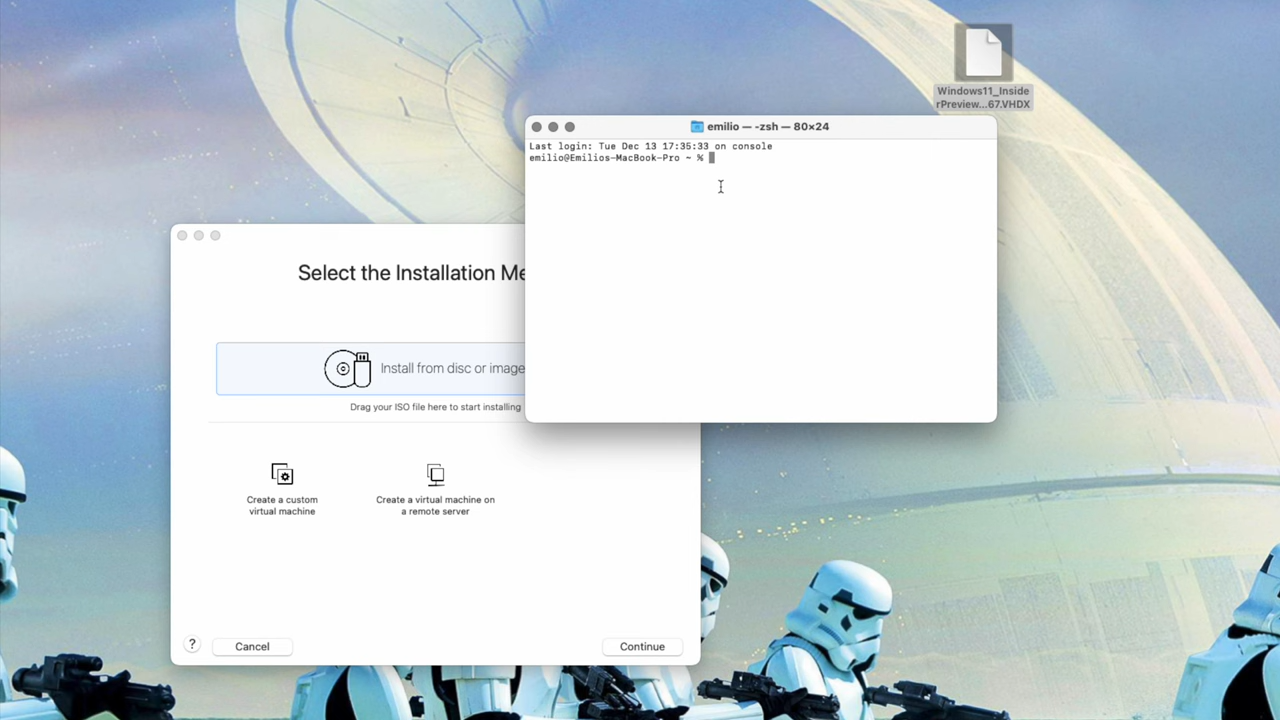 Windows11_Inside
rPreview...67.VHDX
emilio — -zsh — 80×24
Last login: Tue Dec 13 17:35:33 on console
emilio@Emilios-MacBook-Pro ~ %
Select the Installation Me
Install from disc or image
Drag your ISO file here to start installing
Create a custom
virtual machine
Create a virtual machine on
a remote server
?
Cancel
Continue